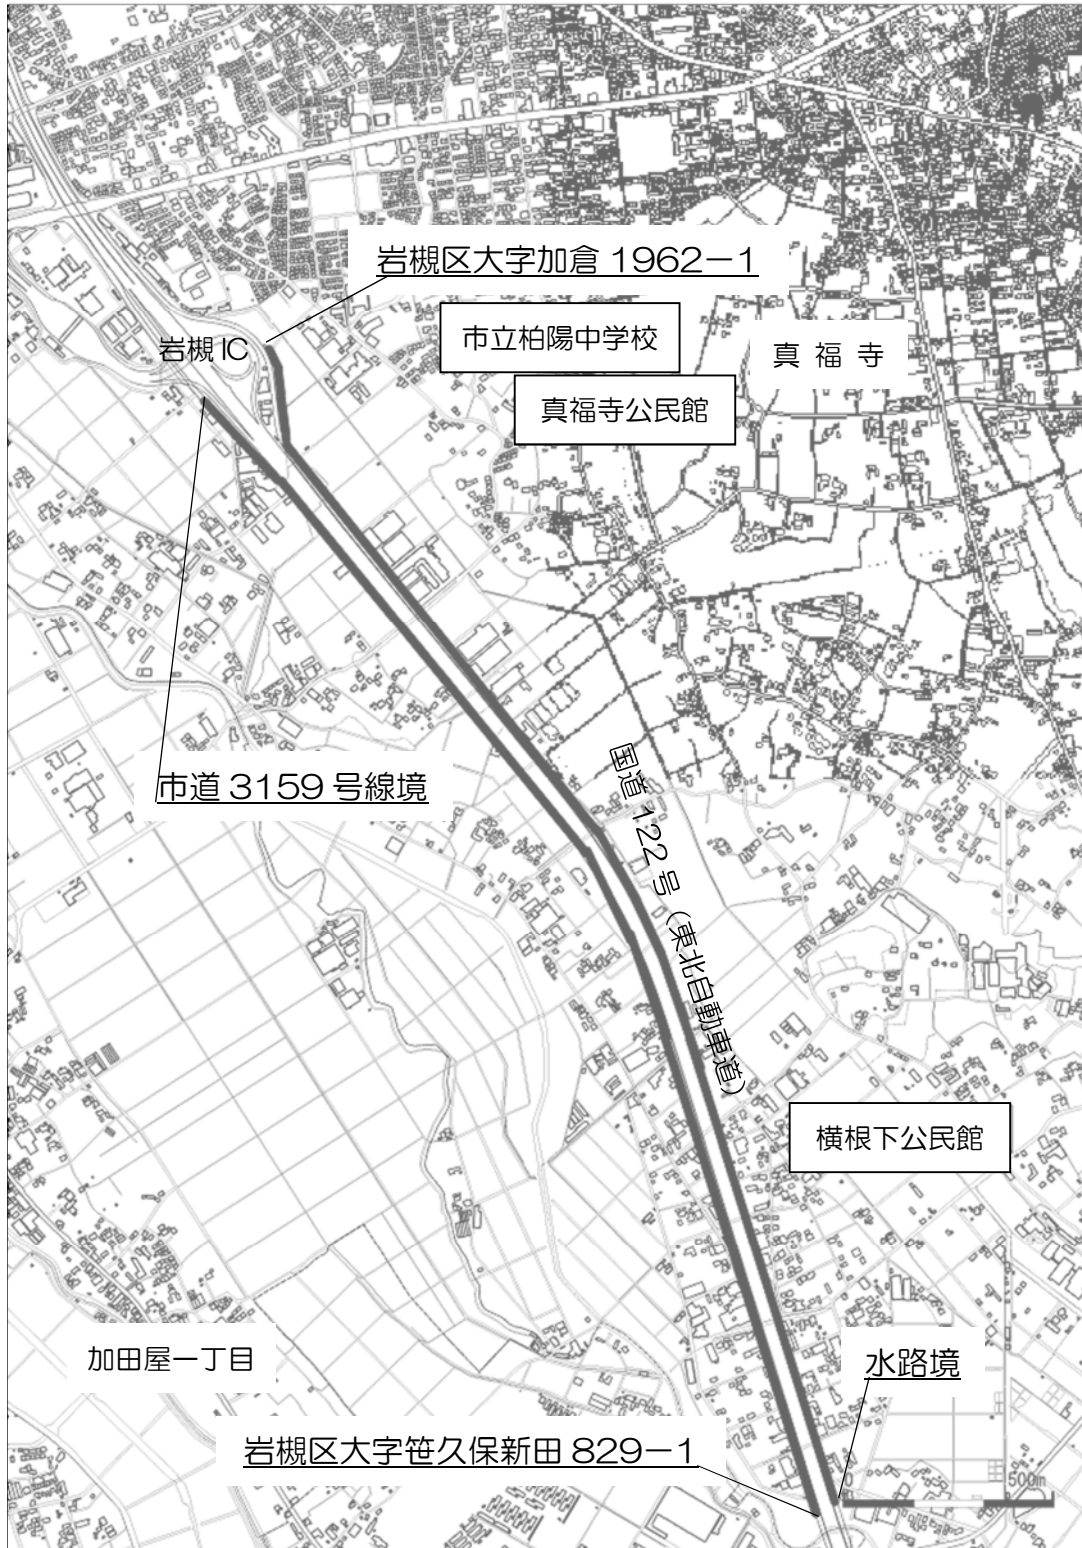 岩槻区大字加倉 1962－1
市立柏陽中学校
岩槻 IC
真 福 寺
真福寺公民館
市道 3159 号線境
国道 122 号（東北自動車道）
横根下公民館
加田屋一丁目
水路境
岩槻区大字笹久保新田 829－1
0
500m